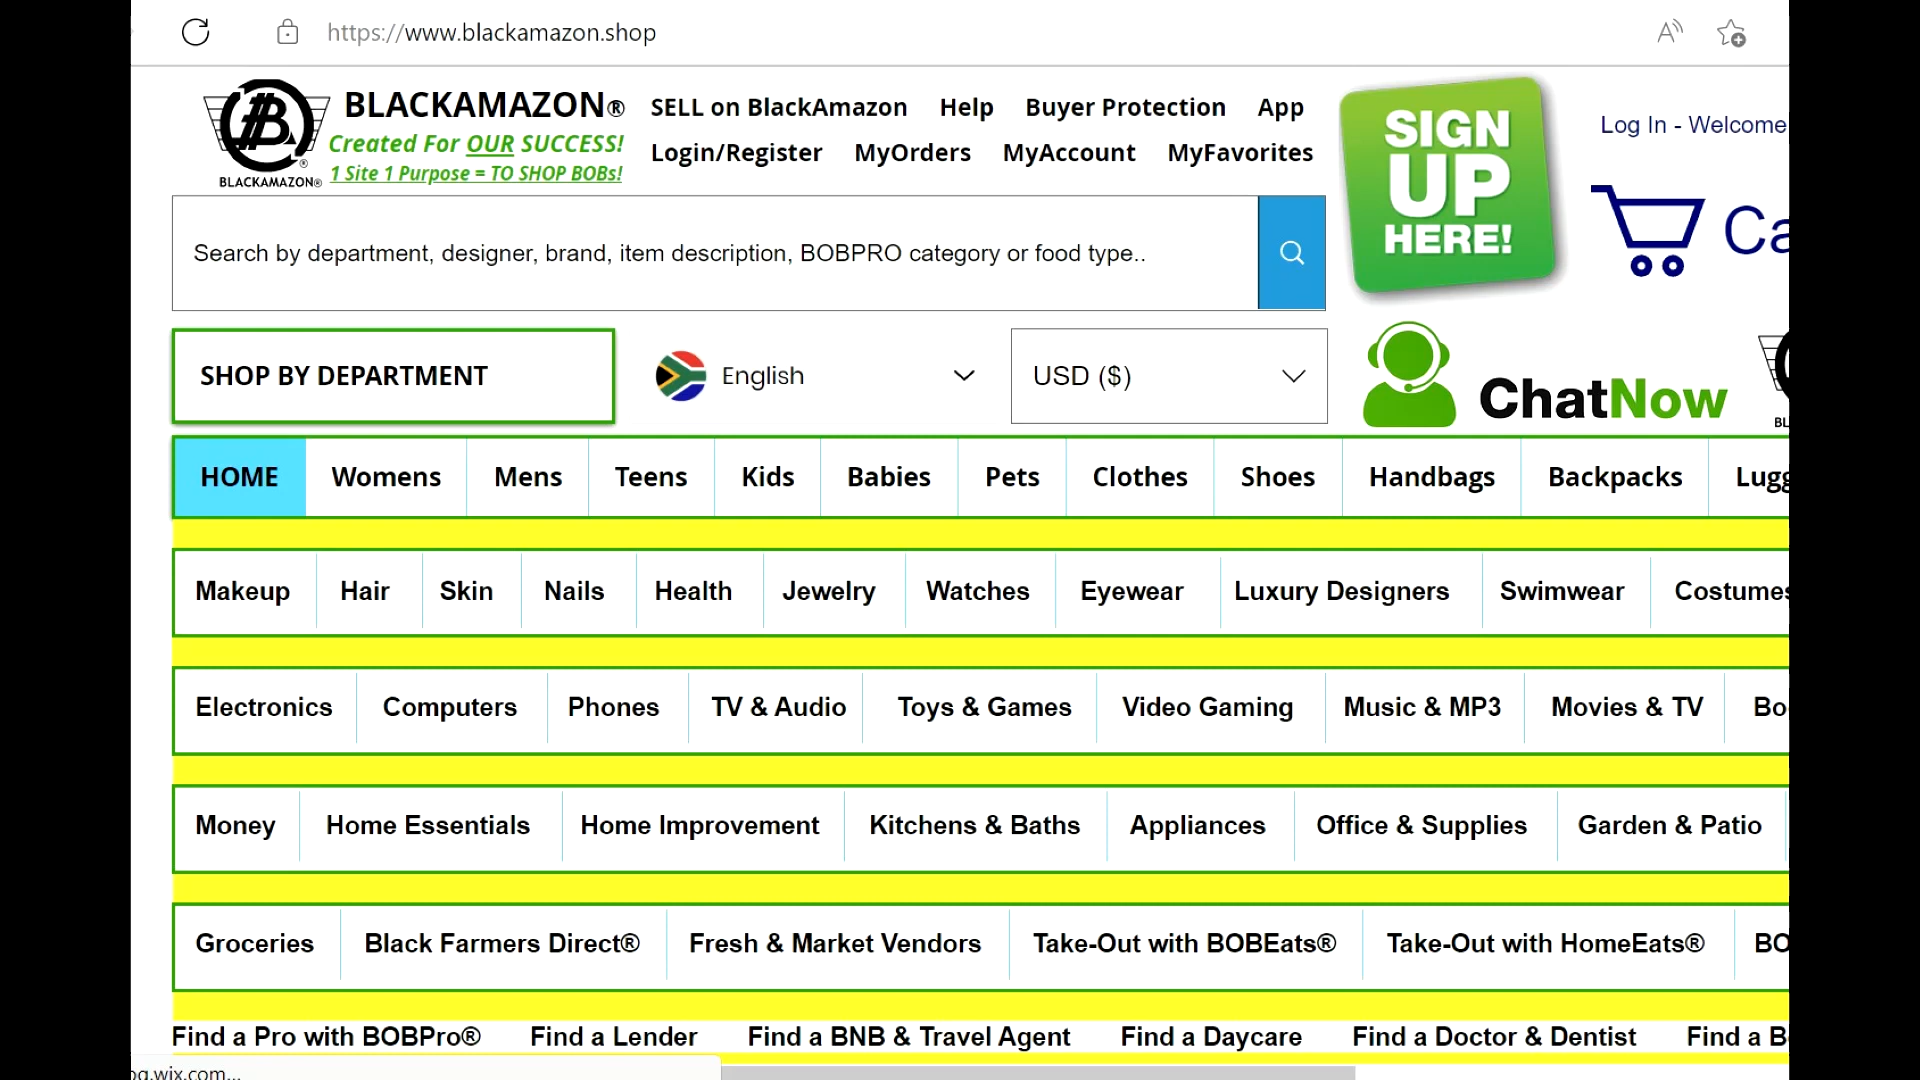 https://www.blackamazon.shop
BLACKAMAZON®
SELL on BlackAmazon Help Buyer Protection App
Created For OUR SUCCESS!
Login/Register MyOrders MyAccount MyFavorites
1 Site 1 Purpose = TO SHOP BOBs!
BLACKAMAZON®
SIGN
UP
HERE!
Log In - Welcome
Search by department, designer, brand, item description, BOBPRO category or food type..
SHOP BY DEPARTMENT
English
USD ($)
ChatNow
HOME Womens Mens Teens Kids Babies Pets Clothes Shoes Handbags Backpacks
Makeup Hair Skin Nails Health Jewelry Watches Eyewear Luxury Designers Swimwear Costumes
Electronics Computers Phones TV & Audio Toys & Games Video Gaming Music & MP3 Movies & TV
Money Home Essentials Home Improvement Kitchens & Baths Appliances Office & Supplies Garden & Patio
Groceries Black Farmers Direct® Fresh & Market Vendors Take-Out with BOBEats® Take-Out with HomeEats®
Find a Pro with BOBPro® Find a Lender Find a BNB & Travel Agent Find a Daycare Find a Doctor & Dentist Find a